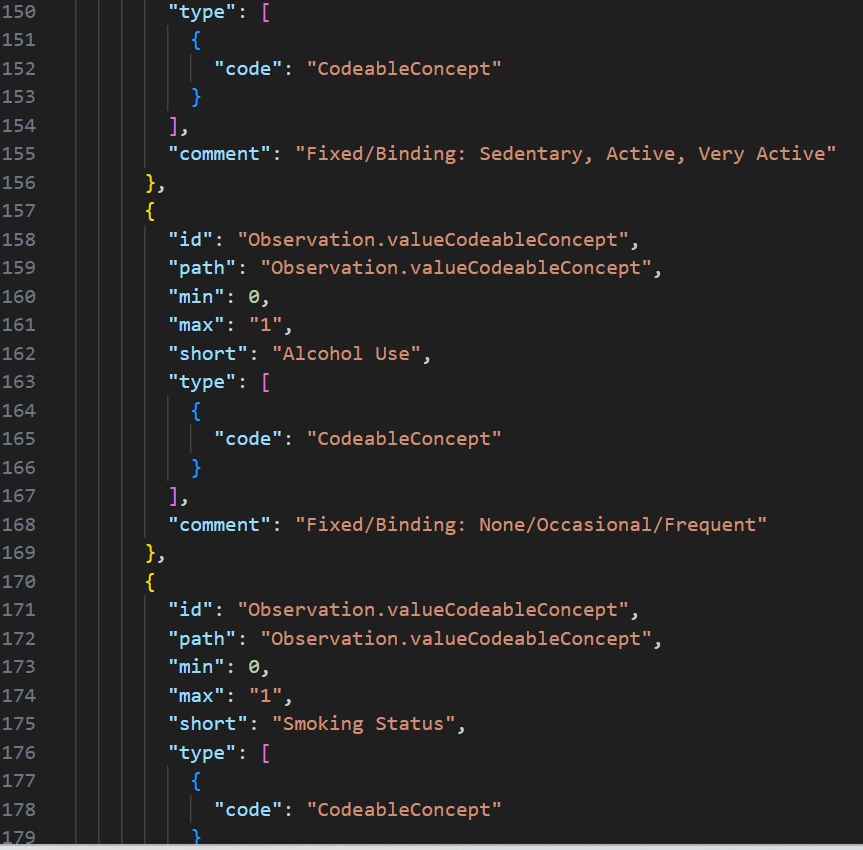 150 "type": [
151 {
152 "code": "CodeableConcept"
153 }
154 ],
155 "comment": "Fixed/Binding: Sedentary, Active, Very Active"
156 },
157 {
158 "id": "Observation.valueCodeableConcept",
159 "path": "Observation.valueCodeableConcept",
160 "min": 0,
161 "max": "1",
162 "short": "Alcohol Use",
163 "type": [
164 {
165 "code": "CodeableConcept"
166 }
167 ],
168 "comment": "Fixed/Binding: None/Occasional/Frequent"
169 },
170 {
171 "id": "Observation.valueCodeableConcept",
172 "path": "Observation.valueCodeableConcept",
173 "min": 0,
174 "max": "1",
175 "short": "Smoking Status",
176 "type": [
177 {
178 "code": "CodeableConcept"
179 }